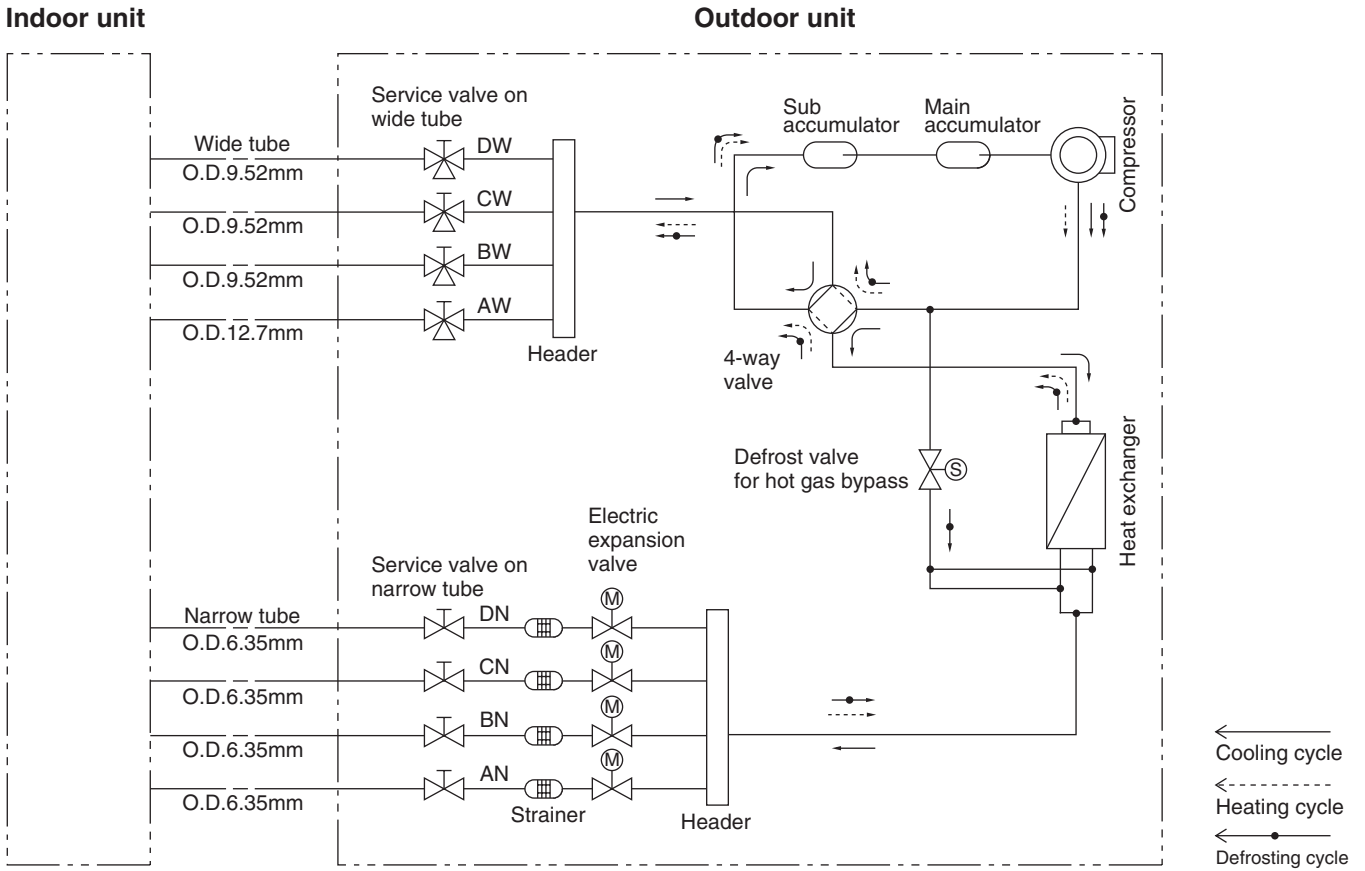 Indoor unit
Outdoor unit
Service valve on
wide tube
Wide tube
O.D.9.52mm
DW
O.D.9.52mm
CW
O.D.9.52mm
BW
O.D.12.7mm
AW
Header
Sub
accumulator
Main
accumulator
Compressor
4-way
valve
Defrost valve
for hot gas bypass
S
Heat exchanger
Electric
expansion
valve
Service valve on
narrow tube
Narrow tube
O.D.6.35mm
DN
M
O.D.6.35mm
CN
M
O.D.6.35mm
BN
M
O.D.6.35mm
AN
M
Strainer
Header
Cooling cycle
Heating cycle
Defrosting cycle